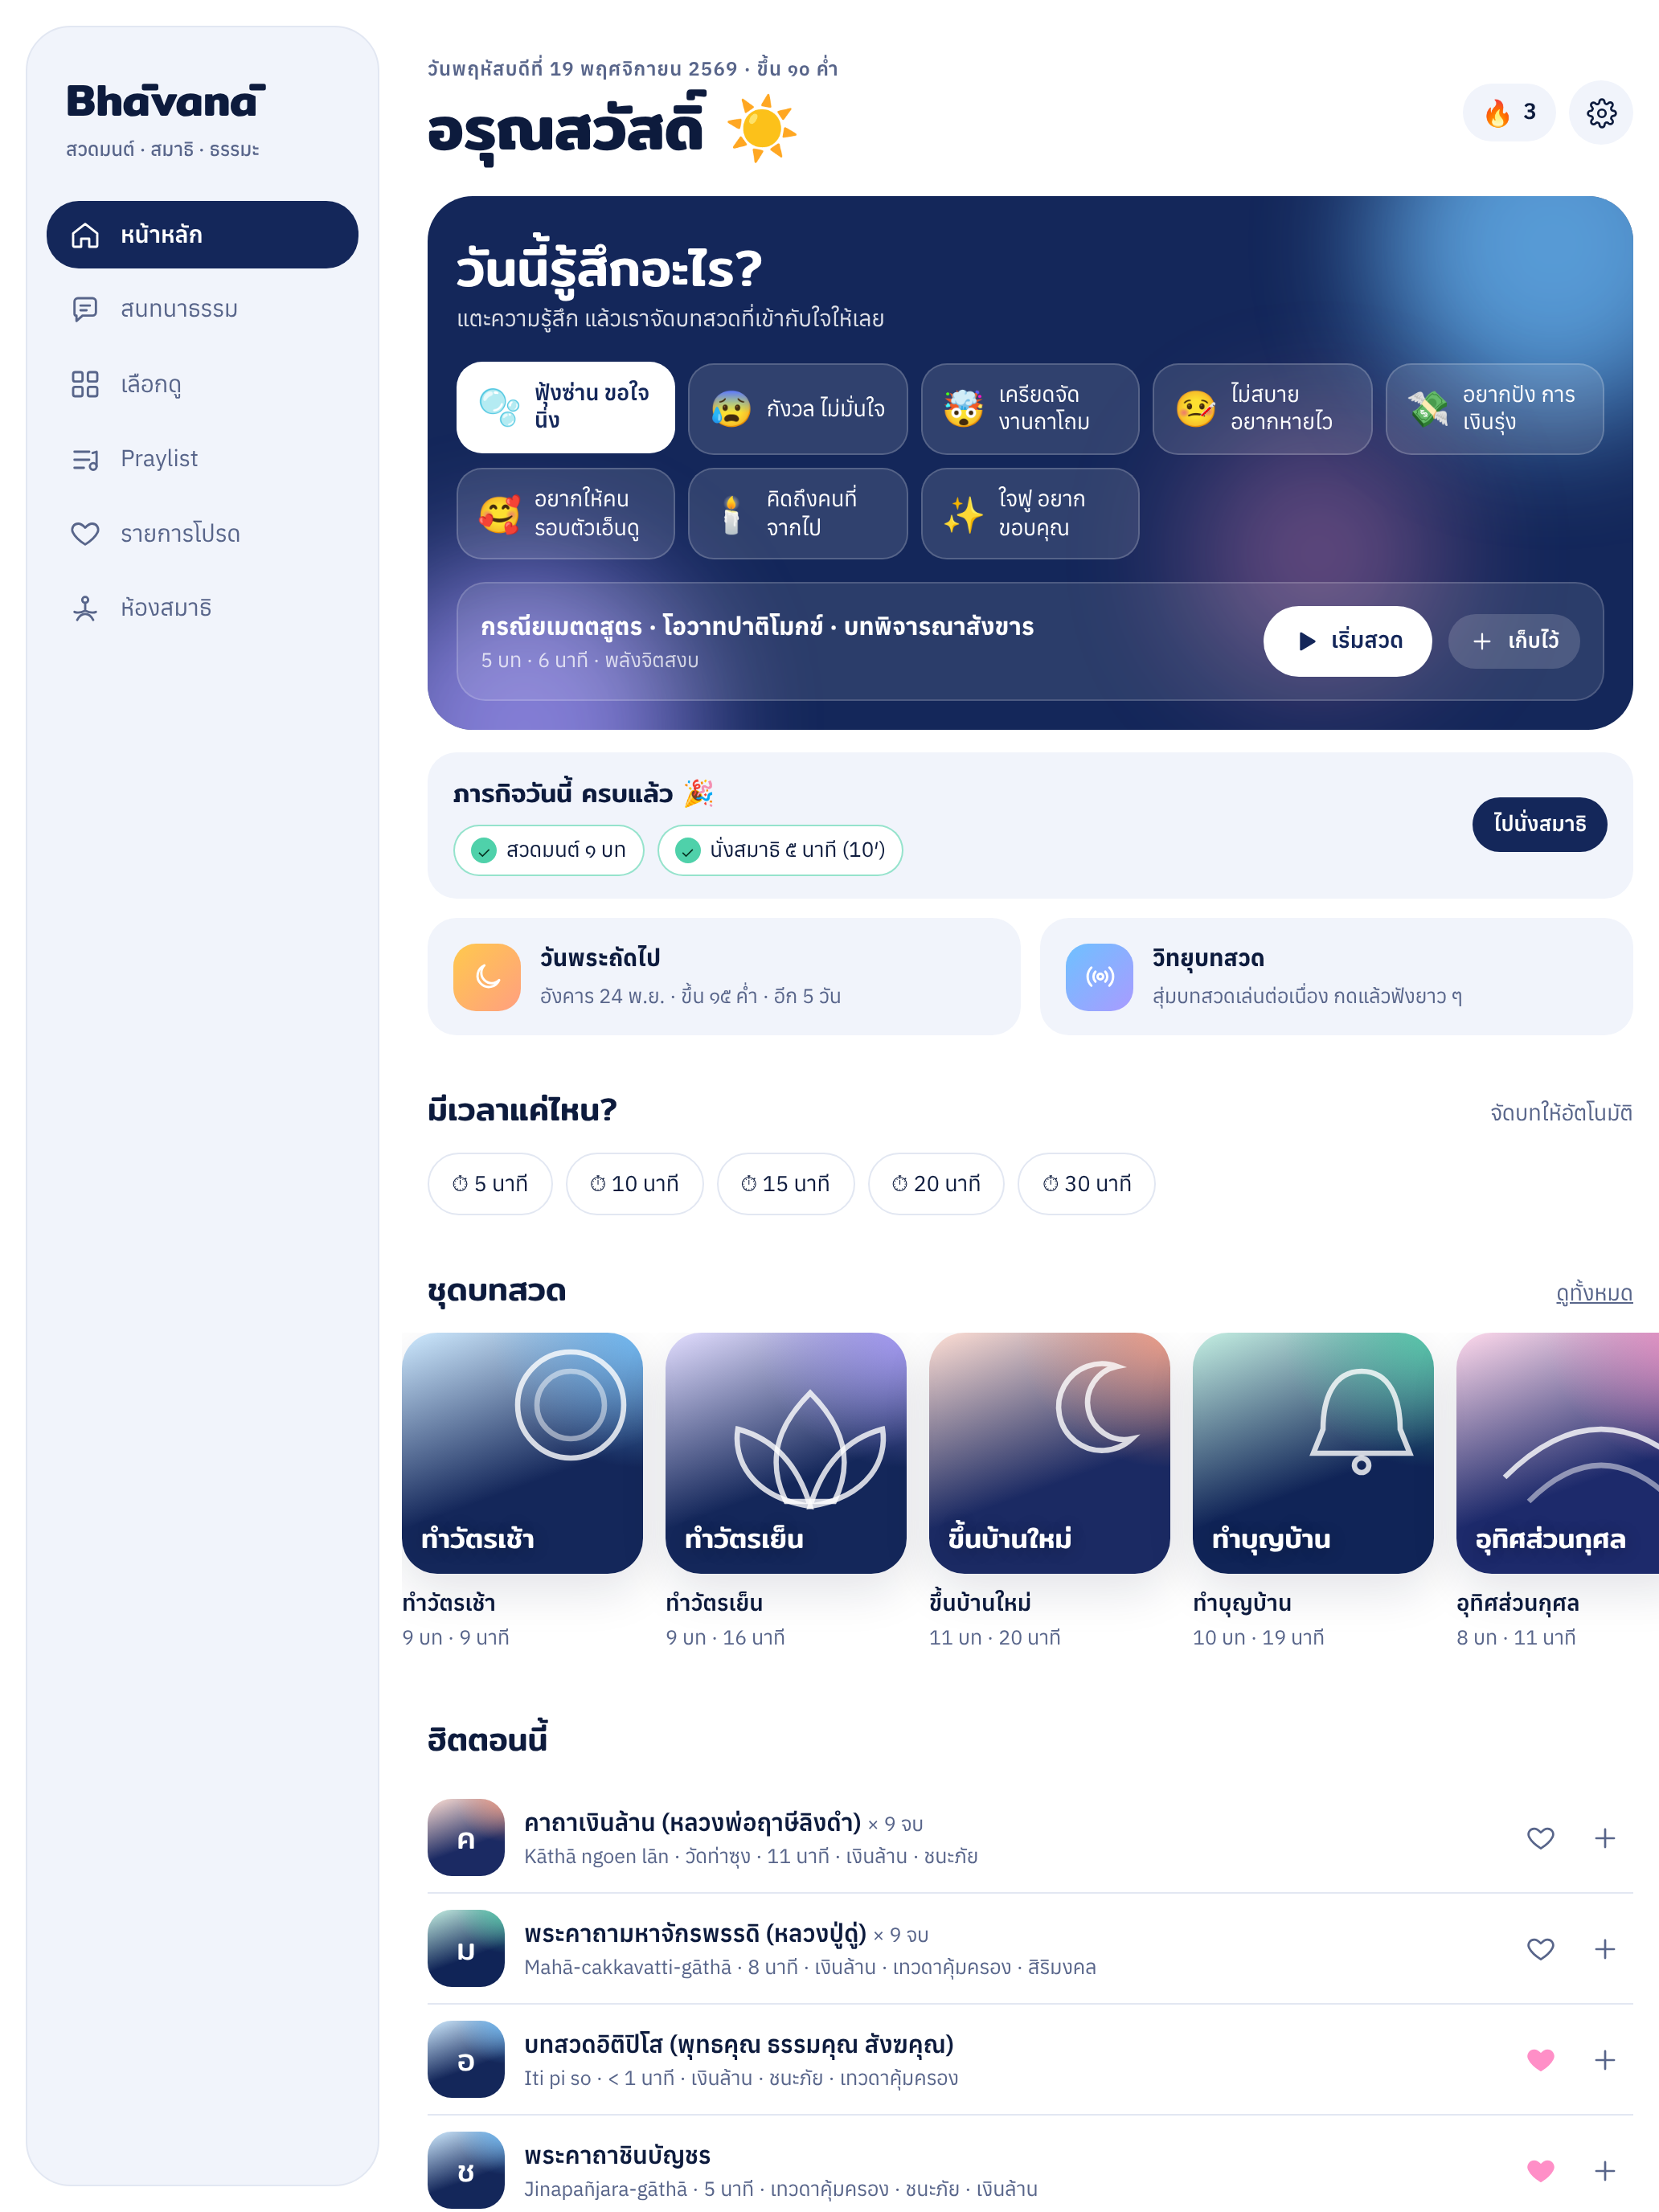 Bhāvanā
สวดมนต์ · สมาธิ · ธรรมะ
หน้าหลัก
สนทนาธรรม
เลือกดู
Praylist
รายการโปรด
ห้องสมาธิ
วันพฤหัสบดีที่ 19 พฤศจิกายน 2569 · ขึ้น ๑๐ ค่ำ
อรุณสวัสดิ์ ☀️
🔥 3
วันนี้รู้สึกอะไร?
แตะความรู้สึก แล้วเราจัดบทสวดที่เข้ากับใจให้เลย
ฟุ้งซ่าน ขอใจ
นิ่ง
กังวล ไม่มั่นใจ
เครียดจัด
งานถาโถม
ไม่สบาย
อยากหายไว
อยากปัง การ
เงินรุ่ง
อยากให้คน
รอบตัวเอ็นดู
คิดถึงคนที่
จากไป
ใจฟู อยาก
ขอบคุณ
กรณียเมตตสูตร · โอวาทปาติโมกข์ · บทพิจารณาสังขาร
5 บท · 6 นาที · พลังจิตสงบ
เริ่มสวด
เก็บไว้
ภารกิจวันนี้ ครบแล้ว 🎉
สวดมนต์ ๑ บท
นั่งสมาธิ ๕ นาที (10′)
ไปนั่งสมาธิ
วันพระถัดไป
อังคาร 24 พ.ย. · ขึ้น ๑๕ ค่ำ · อีก 5 วัน
วิทยุบทสวด
สุ่มบทสวดเล่นต่อเนื่อง กดแล้วฟังยาว ๆ
มีเวลาแค่ไหน?
จัดบทให้อัตโนมัติ
⏱ 5 นาที
⏱ 10 นาที
⏱ 15 นาที
⏱ 20 นาที
⏱ 30 นาที
ชุดบทสวด
ดูทั้งหมด
ทำวัตรเช้า
ทำวัตรเย็น
ขึ้นบ้านใหม่
ทำบุญบ้าน
อุทิศส่วนกุศล
ทำวัตรเช้า
9 บท · 9 นาที
ทำวัตรเย็น
9 บท · 16 นาที
ขึ้นบ้านใหม่
11 บท · 20 นาที
ทำบุญบ้าน
10 บท · 19 นาที
อุทิศส่วนกุศล
8 บท · 11 นาที
ฮิตตอนนี้
ค
คาถาเงินล้าน (หลวงพ่อฤาษีลิงดำ) × 9 จบ
Kāthā ngoen lān · วัดท่าซุง · 11 นาที · เงินล้าน · ชนะภัย
ม
พระคาถามหาจักรพรรดิ (หลวงปู่ดู่) × 9 จบ
Mahā-cakkavatti-gāthā · 8 นาที · เงินล้าน · เทวดาคุ้มครอง · สิริมงคล
อ
บทสวดอิติปิโส (พุทธคุณ ธรรมคุณ สังฆคุณ)
Iti pi so · < 1 นาที · เงินล้าน · ชนะภัย · เทวดาคุ้มครอง
ช
พระคาถาชินบัญชร
Jinapañjara-gāthā · 5 นาที · เทวดาคุ้มครอง · ชนะภัย · เงินล้าน